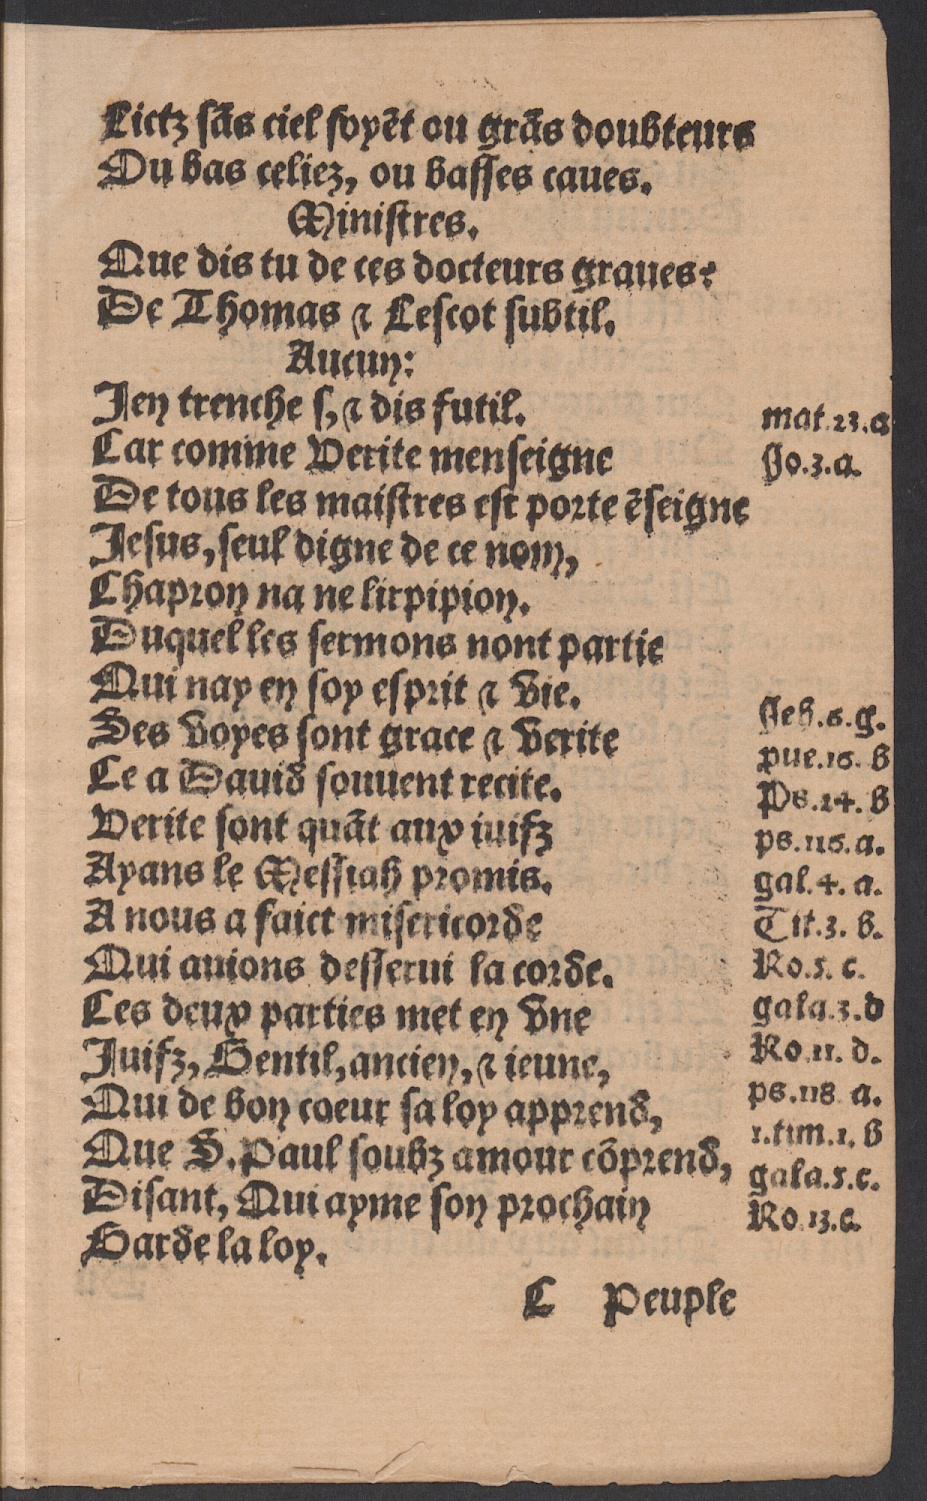 Lictz sãs ciel soyẽt ou grãs doubteurs
Ou bas celiez, ou basses caues.
Ministres.
Que dis tu de ces docteurs graues?
De Thomas & Lescot subtil.
Aucun:
Jen trenche s, & dis futil.
mat.23.a
Car comme Verite menseigne
Jo.3.a.
De tous les maistres est porte ẽseigne
Jesus, seul digne de ce nom,
Chapron na ne lirpipion.
Duquel les sermons nont partie
Qui nay en soy esprit & vie.
Jeh.6.g.
Ses voyes sont grace & verite
pue.16. b
Ce a Dauid souuent recite.
Ps.24. b
Verite sont quãt aux iuifz
ps.116.a.
Ayans le Messiah promis.
gal.4. a.
A nous a faict misericorde
Tit.3. b.
Qui auions desserui la corde.
Ro.5. c.
Les deux parties met en vne
gala.3.d
Juifz, Gentil, ancien, & ieune,
Ro.11. d.
Qui de bon coeur sa loy apprend,
ps.118 a.
1.tim.1. b
Que S. Paul soubz amour cõprend,
gala.5.c.
Disant, Qui ayme son prochain
Ro.13.c.
Garde la loy.
C Peuple